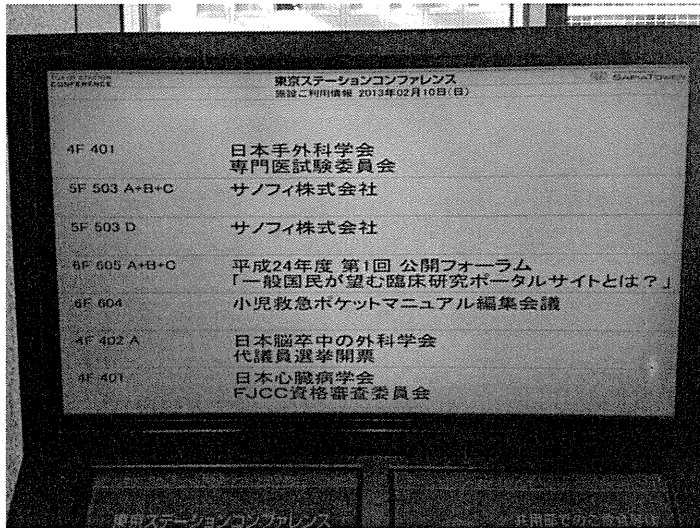 TOKYO STATION
CONFERENCE
東京ステーションコンファレンス
SAPIATOWER
施設ご利用情報 2013年02月10日(日)
4F 401 日本手外科学会
専門医試験委員会
5F 503 A+B+C サノフィ株式会社
5F 503 D サノフィ株式会社
6F 605 A+B+C 平成24年度 第1回 公開フォーラム
「一般国民が望む臨床研究ポータルサイトとは?」
6F 604 小児救急ポケットマニュアル編集会議
4F 402 A 日本脳卒中の外科学会
代議員選挙開票
4F 401 日本心臓病学会
FJCC資格審査委員会
東京ステーションコンファレンス